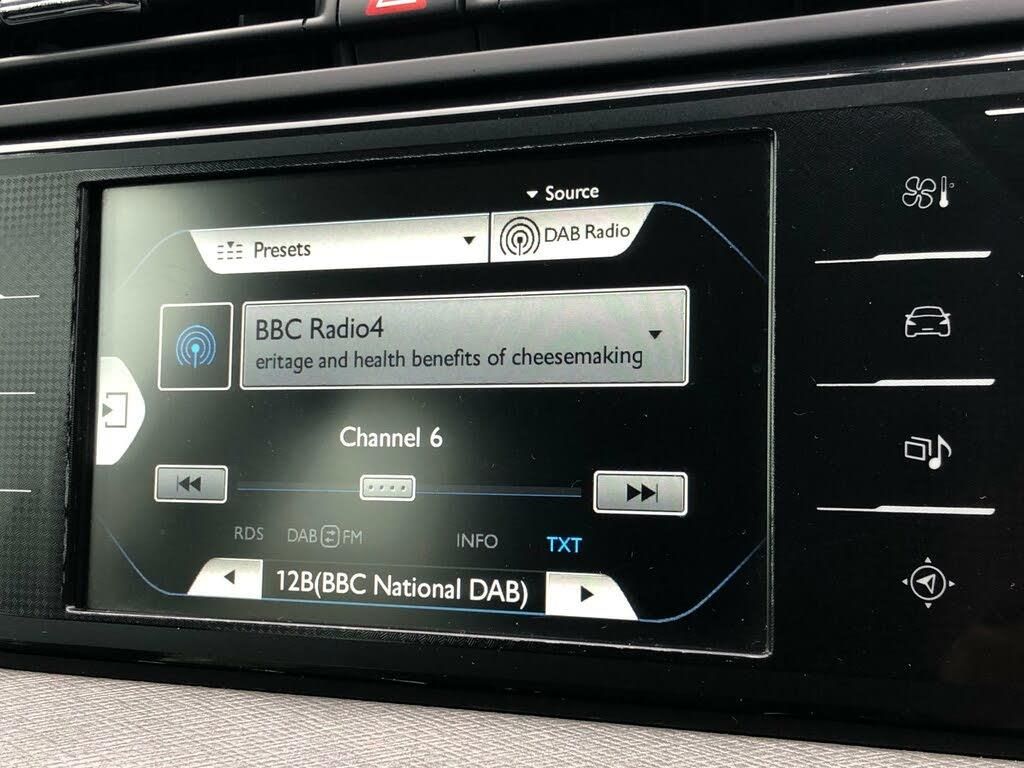 Source
Presets
DAB Radio
BBC Radio4
eritage and health benefits of cheesemaking
Channel 6
RDS DAB FM INFO TXT
12B(BBC National DAB)